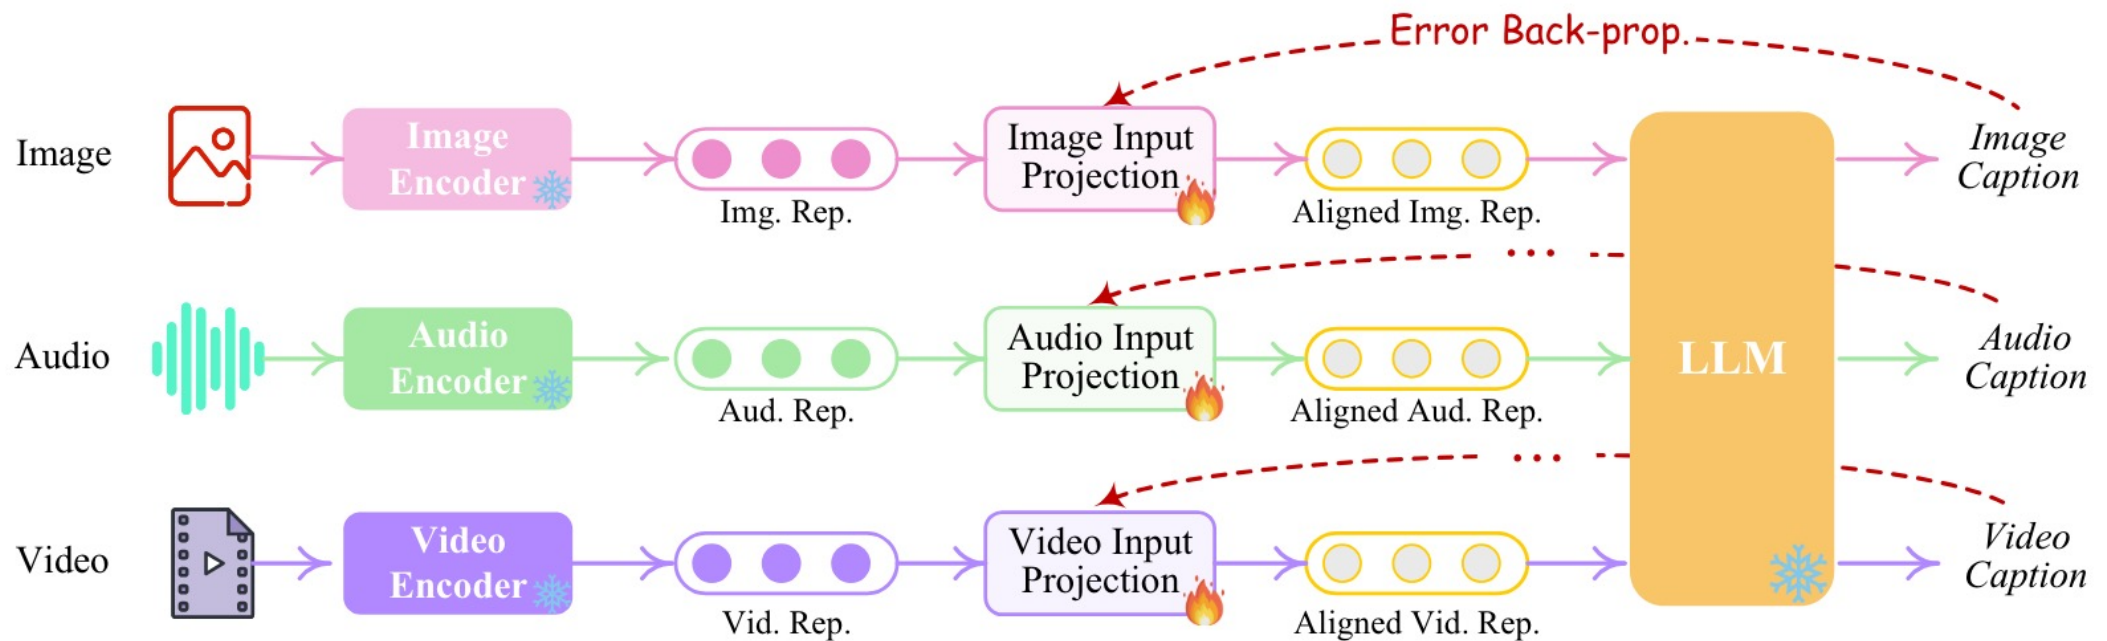 Error Back-prop.
Image
Image
Encoder
Img. Rep.
Image Input
Projection
Aligned Img. Rep.
Image
Caption
Audio
Audio
Encoder
Aud. Rep.
Audio Input
Projection
Aligned Aud. Rep.
...
LLM
Audio
Caption
Video
Video
Encoder
Vid. Rep.
Video Input
Projection
Aligned Vid. Rep.
...
Video
Caption